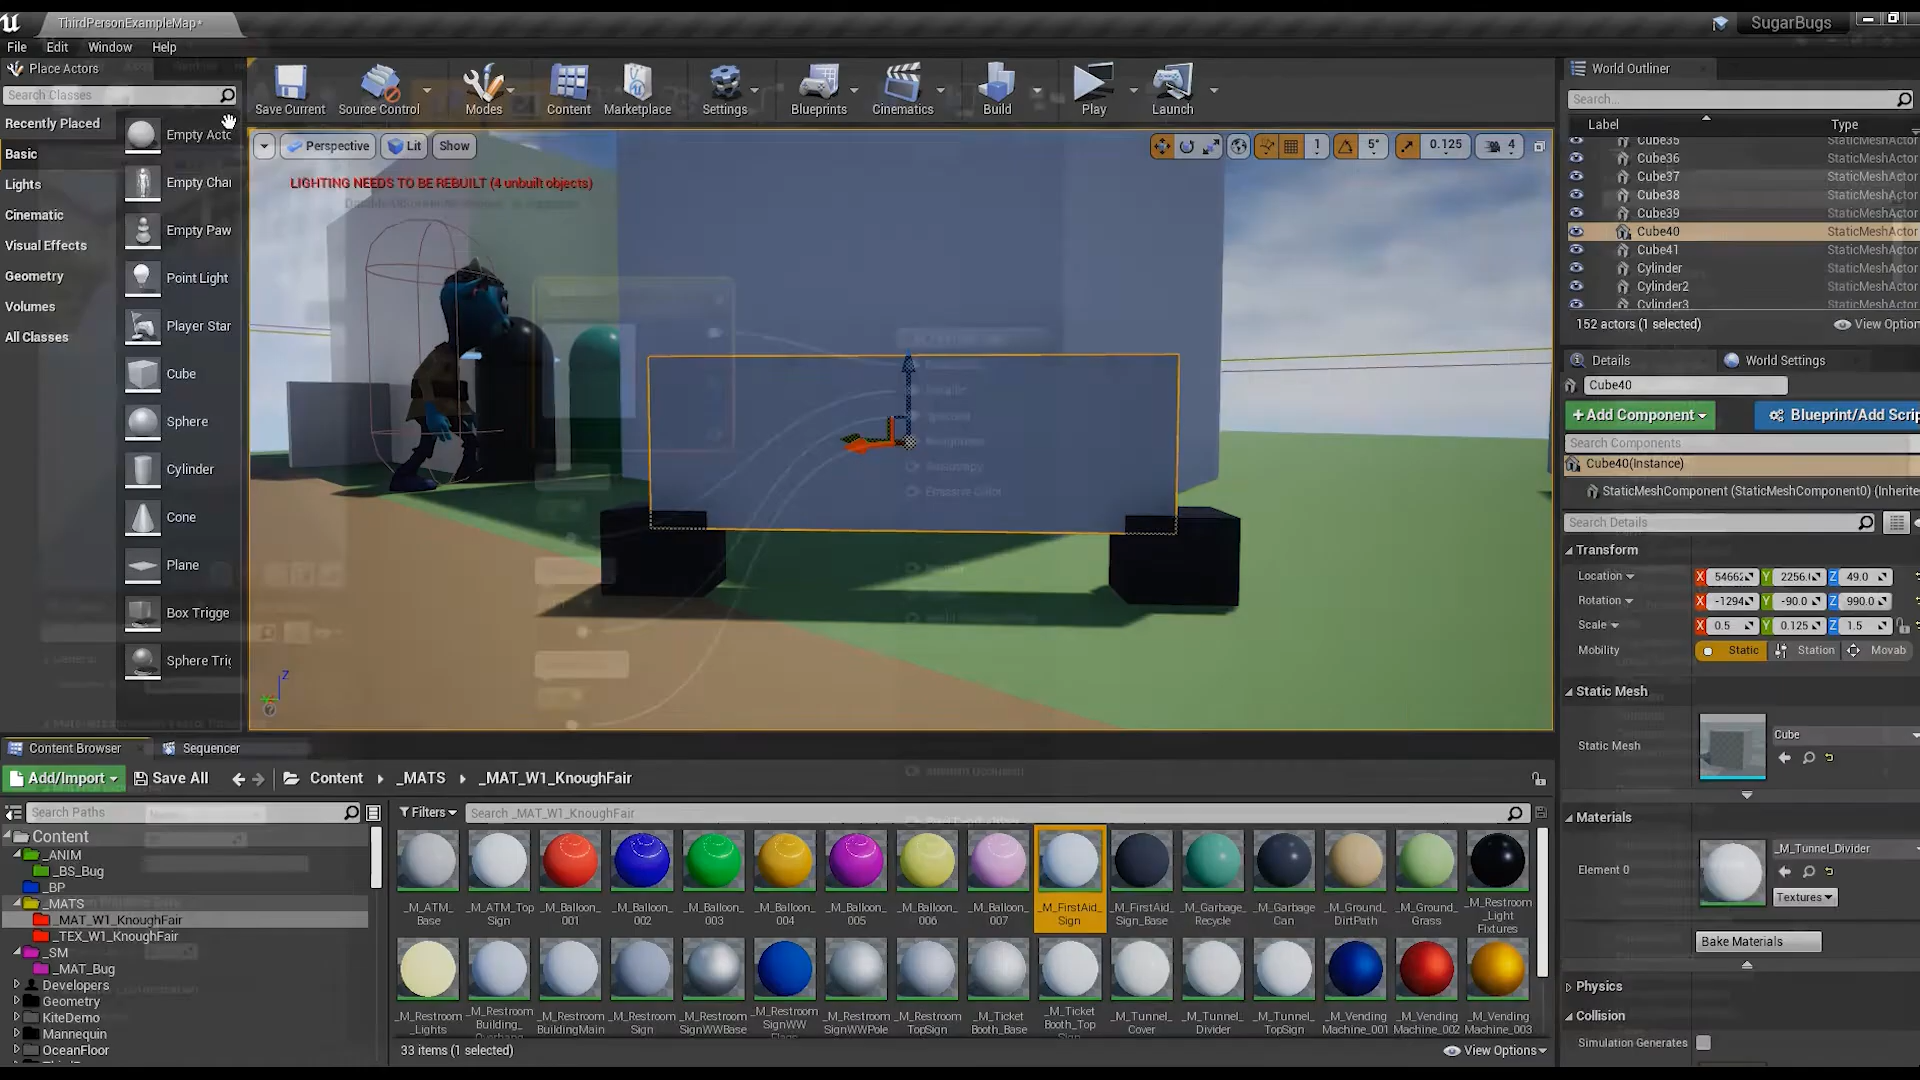 ThirdPersonExampleMap*
SugarBugs
File Edit Window Help
Place Actors
Search Classes
Recently Placed
Basic
Lights
Cinematic
Visual Effects
Geometry
Volumes
All Classes
Empty Acto
Empty Char
Empty Paw
Point Light
Player Star
Cube
Sphere
Cylinder
Cone
Plane
Box Trigge
Sphere Trig
Save Current
Source Control
Modes
Content
Marketplace
Settings
Blueprints
Cinematics
Build
Play
Launch
Perspective Lit Show
1 5° 0.125 4
LIGHTING NEEDS TO BE REBUILT (4 unbuilt objects)
Z
World Outliner
Search...
Label Type
Cube35 StaticMeshActor
Cube36 StaticMeshActor
Cube37 StaticMeshActor
Cube38 StaticMeshActor
Cube39 StaticMeshActor
Cube40 StaticMeshActor
Cube41 StaticMeshActor
Cylinder StaticMeshActor
Cylinder2 StaticMeshActor
Cylinder3 StaticMeshActor
152 actors (1 selected) View Option
Details World Settings
Cube40
+Add Component Blueprint/Add Scrip
Search Components
Cube40(Instance)
StaticMeshComponent (StaticMeshComponent0) (Inherite
Search Details
Transform
Location X Y Z 49.0
Rotation X -1294 Y -90.0 Z 990.0
Scale X 0.5 Y 0.125 Z 1.5
Mobility Static Station Movab
Static Mesh
Static Mesh Cube
Materials
Element 0 _M_Tunnel_Divider
Textures
Bake Materials
Physics
Collision
Simulation Generates
Content Browser Sequencer
Add/Import Save All Content _MATS _MAT_W1_KnoughFair
Search Paths
Filters Search _MAT_W1_KnoughFair
Content
_ANIM
_BS_Bug
_BP
_MATS
_MAT_W1_KnoughFair
_TEX_W1_KnoughFair
_SM
_MAT_Bug
Developers
Geometry
KiteDemo
Mannequin
OceanFloor
_M_ATM_ Base
_M_ATM_Top Sign
_M_Balloon_ 001
_M_Balloon_ 002
_M_Balloon_ 003
_M_Balloon_ 004
_M_Balloon_ 005
_M_Balloon_ 006
_M_Balloon_ 007
_M_FirstAid_ Sign
_M_FirstAid_ Sign_Base
_M_Garbage_ Recycle
_M_Garbage Can
_M_Ground_ DirtPath
_M_Ground_ Grass
_M_Restroom _Light Fixtures
_M_Restroom _Lights
_M_Restroom Building_
_M_Restroom BuildingMain
_M_Restroom Sign
_M_Restroom SignWWBase
_M_Restroom SignWW
_M_Restroom SignWWPole
_M_Restroom TopSign
_M_Ticket Booth_Base
_M_Ticket Booth_Top
_M_Tunnel_ Cover
_M_Tunnel_ Divider
_M_Tunnel_ TopSign
_M_Vending Machine_001
_M_Vending Machine_002
_M_Vending Machine_003
33 items (1 selected) View Options